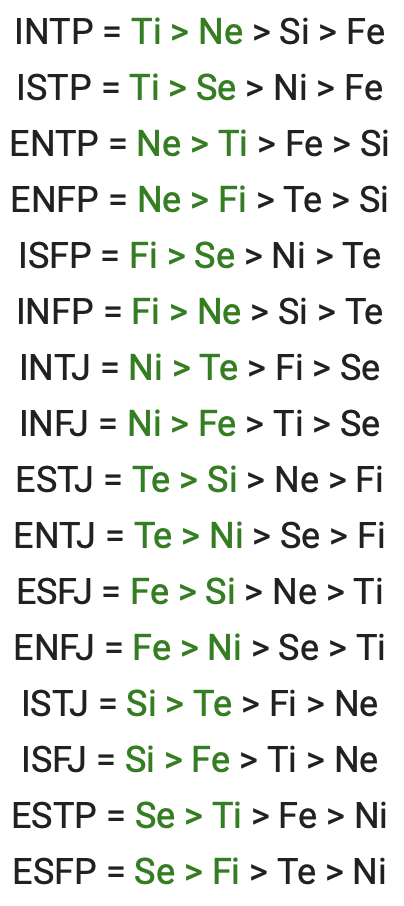 INTP = Ti > Ne > Si > Fe
ISTP = Ti > Se > Ni > Fe
ENTP = Ne > Ti > Fe > Si
ENFP = Ne > Fi > Te > Si
ISFP = Fi > Se > Ni > Te
INFP = Fi > Ne > Si > Te
INTJ = Ni > Te > Fi > Se
INFJ = Ni > Fe > Ti > Se
ESTJ = Te > Si > Ne > Fi
ENTJ = Te > Ni > Se > Fi
ESFJ = Fe > Si > Ne > Ti
ENFJ = Fe > Ni > Se > Ti
ISTJ = Si > Te > Fi > Ne
ISFJ = Si > Fe > Ti > Ne
ESTP = Se > Ti > Fe > Ni
ESFP = Se > Fi > Te > Ni